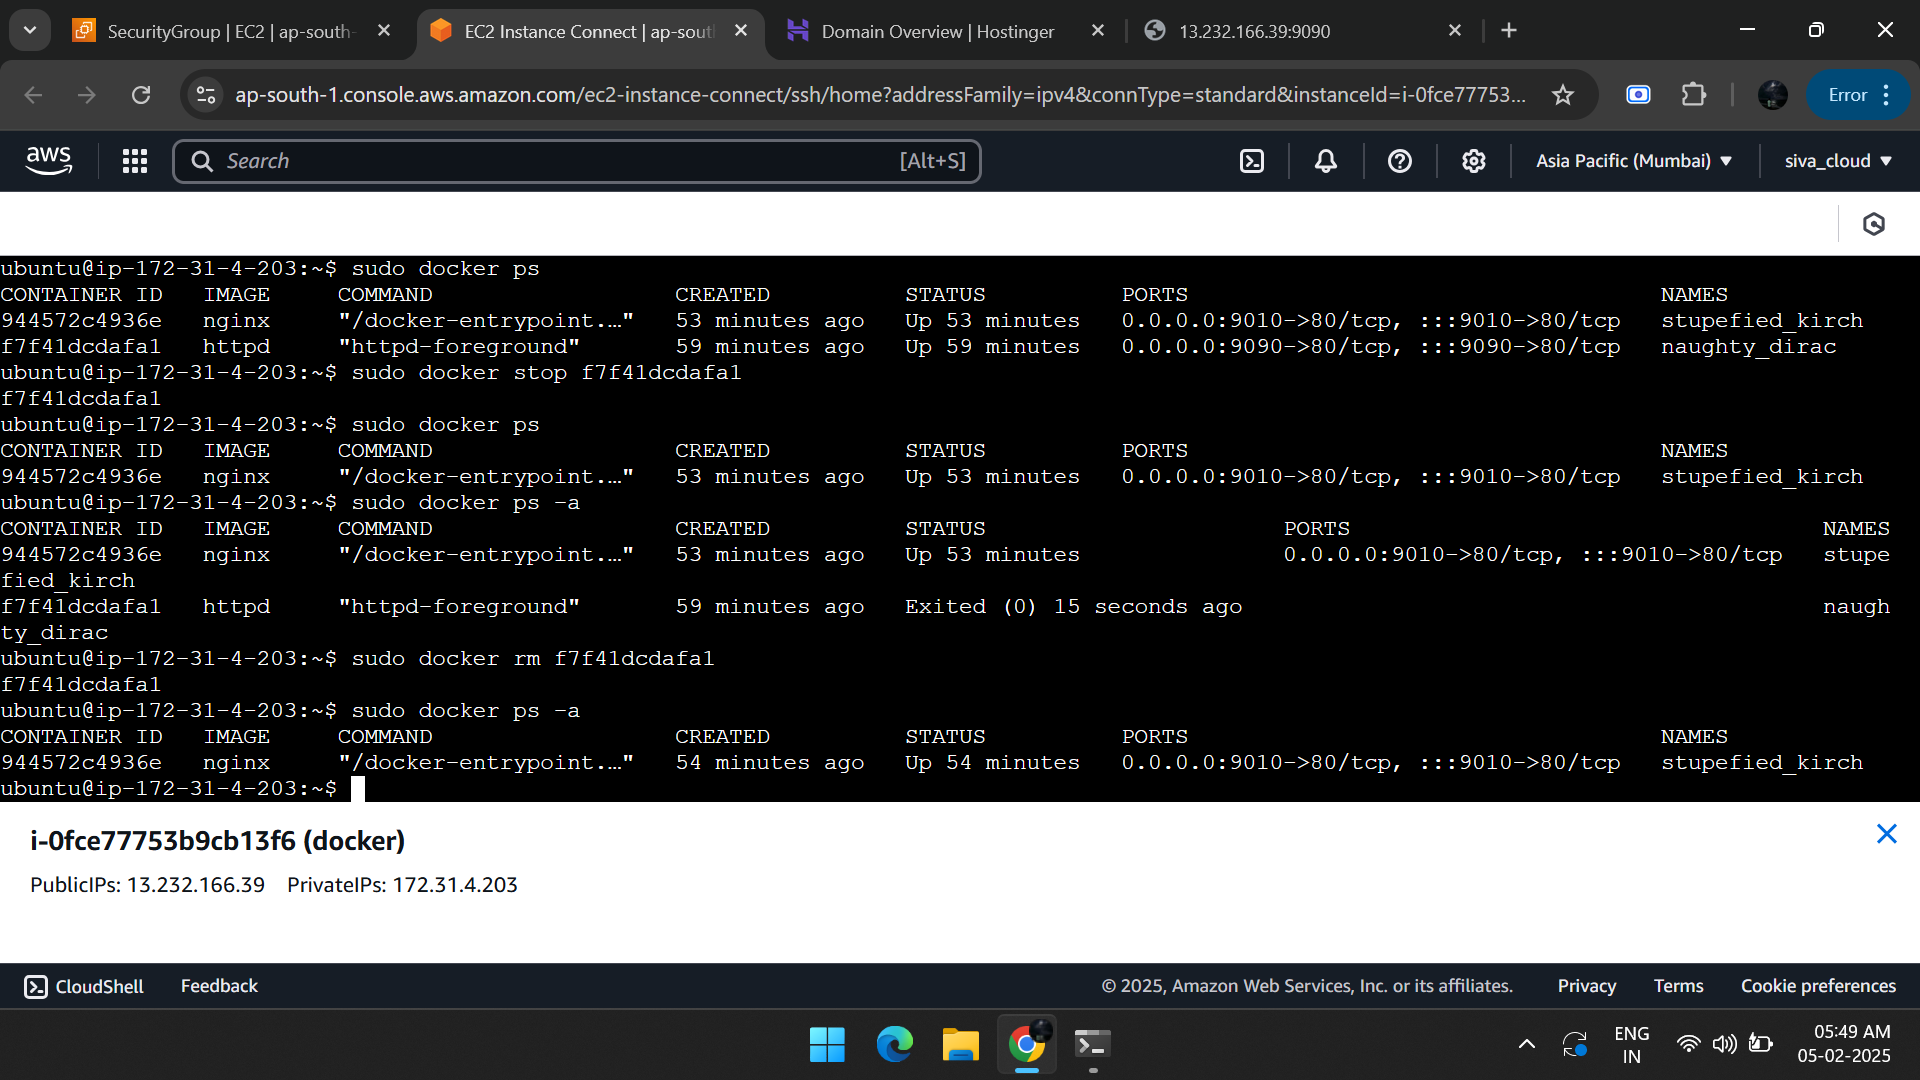 SecurityGroup | EC2 | ap-south-
EC2 Instance Connect | ap-sout
Domain Overview | Hostinger
13.232.166.39:9090
ap-south-1.console.aws.amazon.com/ec2-instance-connect/ssh/home?addressFamily=ipv4&connType=standard&instanceId=i-0fce77753...
Error
aws
Search
[Alt+S]
Asia Pacific (Mumbai)
siva_cloud
ubuntu@ip-172-31-4-203:~$ sudo docker ps
CONTAINER ID IMAGE COMMAND CREATED STATUS PORTS NAMES
944572c4936e nginx "/docker-entrypoint.…" 53 minutes ago Up 53 minutes 0.0.0.0:9010->80/tcp, :::9010->80/tcp stupefied_kirch
f7f41dcdafa1 httpd "httpd-foreground" 59 minutes ago Up 59 minutes 0.0.0.0:9090->80/tcp, :::9090->80/tcp naughty_dirac
ubuntu@ip-172-31-4-203:~$ sudo docker stop f7f41dcdafa1
f7f41dcdafa1
ubuntu@ip-172-31-4-203:~$ sudo docker ps
CONTAINER ID IMAGE COMMAND CREATED STATUS PORTS NAMES
944572c4936e nginx "/docker-entrypoint.…" 53 minutes ago Up 53 minutes 0.0.0.0:9010->80/tcp, :::9010->80/tcp stupefied_kirch
ubuntu@ip-172-31-4-203:~$ sudo docker ps -a
CONTAINER ID IMAGE COMMAND CREATED STATUS PORTS NAMES
944572c4936e nginx "/docker-entrypoint.…" 53 minutes ago Up 53 minutes 0.0.0.0:9010->80/tcp, :::9010->80/tcp stupe
fied_kirch
f7f41dcdafa1 httpd "httpd-foreground" 59 minutes ago Exited (0) 15 seconds ago naugh
ty_dirac
ubuntu@ip-172-31-4-203:~$ sudo docker rm f7f41dcdafa1
f7f41dcdafa1
ubuntu@ip-172-31-4-203:~$ sudo docker ps -a
CONTAINER ID IMAGE COMMAND CREATED STATUS PORTS NAMES
944572c4936e nginx "/docker-entrypoint.…" 54 minutes ago Up 54 minutes 0.0.0.0:9010->80/tcp, :::9010->80/tcp stupefied_kirch
ubuntu@ip-172-31-4-203:~$
i-0fce77753b9cb13f6 (docker)
PublicIPs: 13.232.166.39 PrivateIPs: 172.31.4.203
CloudShell
Feedback
© 2025, Amazon Web Services, Inc. or its affiliates.
Privacy
Terms
Cookie preferences
ENG
IN
05:49 AM
05-02-2025